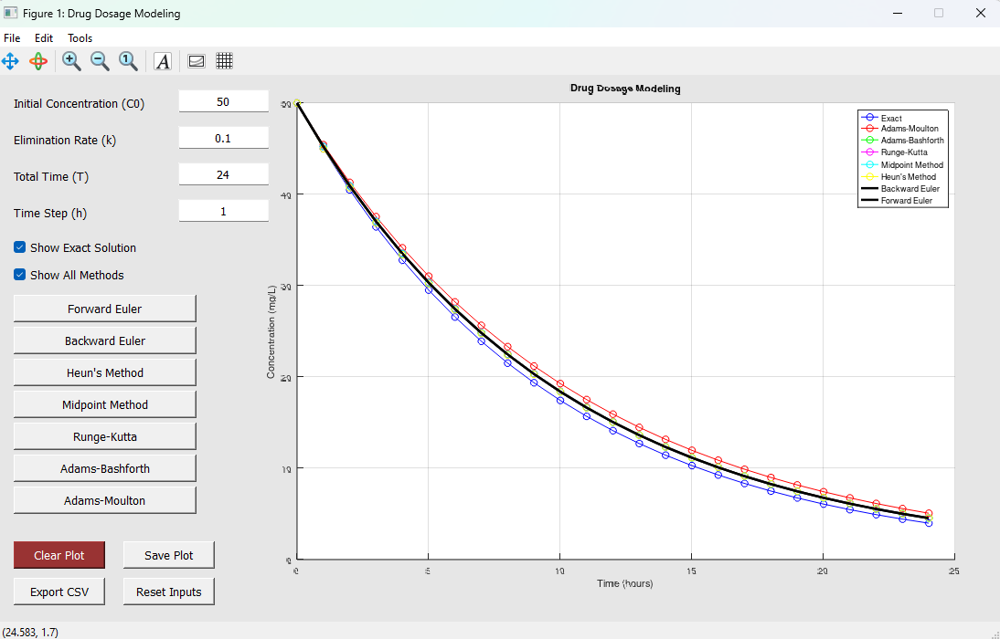 Figure 1: Drug Dosage Modeling
File Edit Tools
1 A
Initial Concentration (C0) 50
Elimination Rate (k) 0.1
Total Time (T) 24
Time Step (h) 1
Show Exact Solution
Show All Methods
Forward Euler
Backward Euler
Heun's Method
Midpoint Method
Runge-Kutta
Adams-Bashforth
Adams-Moulton
Clear Plot Save Plot
Export CSV Reset Inputs
Drug Dosage Modeling
Concentration (mg/L)
50
40
30
20
10
0
0 5 10 15 20 25
Time (hours)
Exact
Adams-Moulton
Adams-Bashforth
Runge-Kutta
Midpoint Method
Heun's Method
Backward Euler
Forward Euler
(24.583, 1.7)